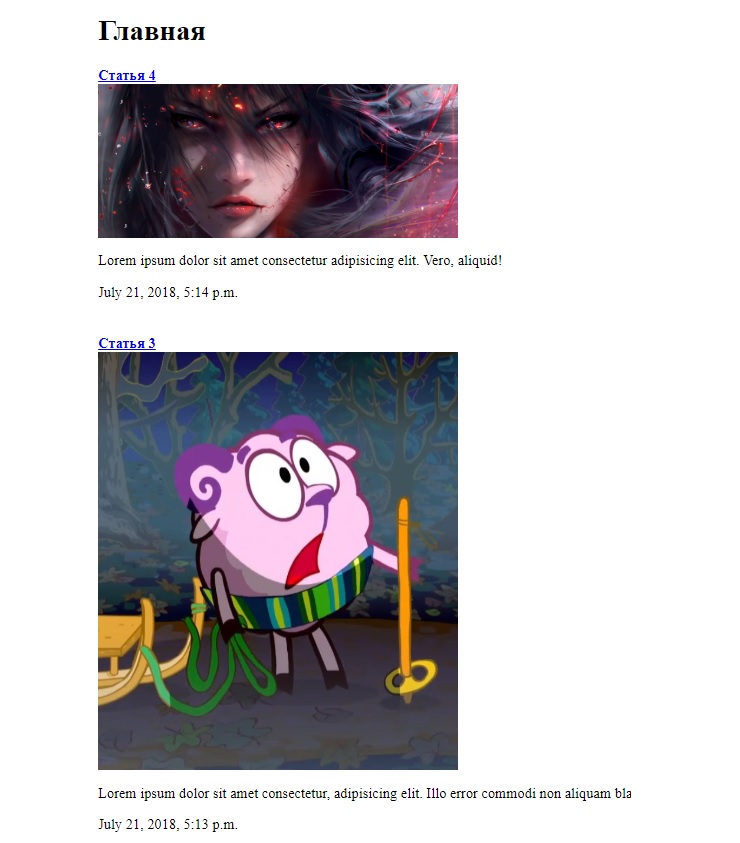 Главная
Статья 4
Lorem ipsum dolor sit amet consectetur adipisicing elit. Vero, aliquid!
July 21, 2018, 5:14 p.m.
Статья 3
Lorem ipsum dolor sit amet consectetur, adipisicing elit. Illo error commodi non aliquam bla
July 21, 2018, 5:13 p.m.